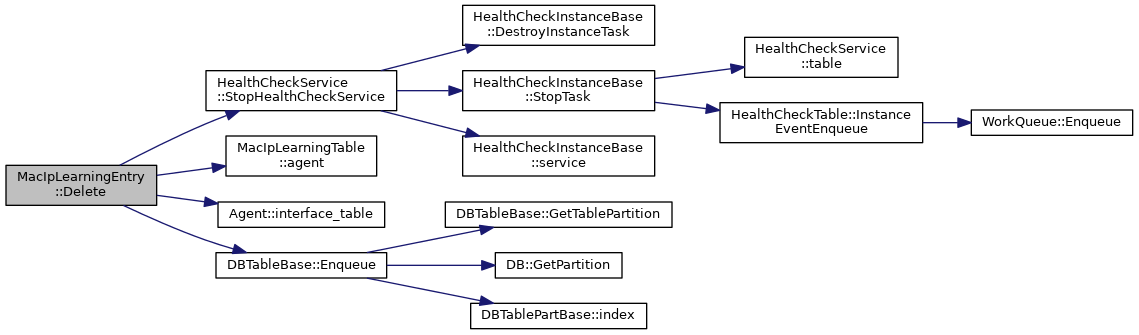 MacIpLearningEntry
::Delete
HealthCheckService
::StopHealthCheckService
MacIpLearningTable
::agent
Agent::interface_table
DBTableBase::Enqueue
HealthCheckInstanceBase
::DestroyInstanceTask
HealthCheckInstanceBase
::StopTask
HealthCheckInstanceBase
::service
DBTableBase::GetTablePartition
DB::GetPartition
DBTablePartBase::index
HealthCheckService
::table
HealthCheckTable::Instance
EventEnqueue
WorkQueue::Enqueue